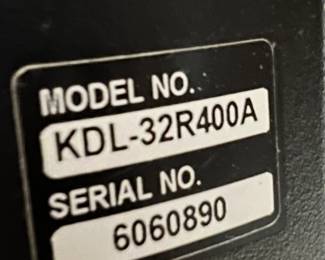 MODEL NO.
KDL-32R400A
SERIAL NO.
6060890